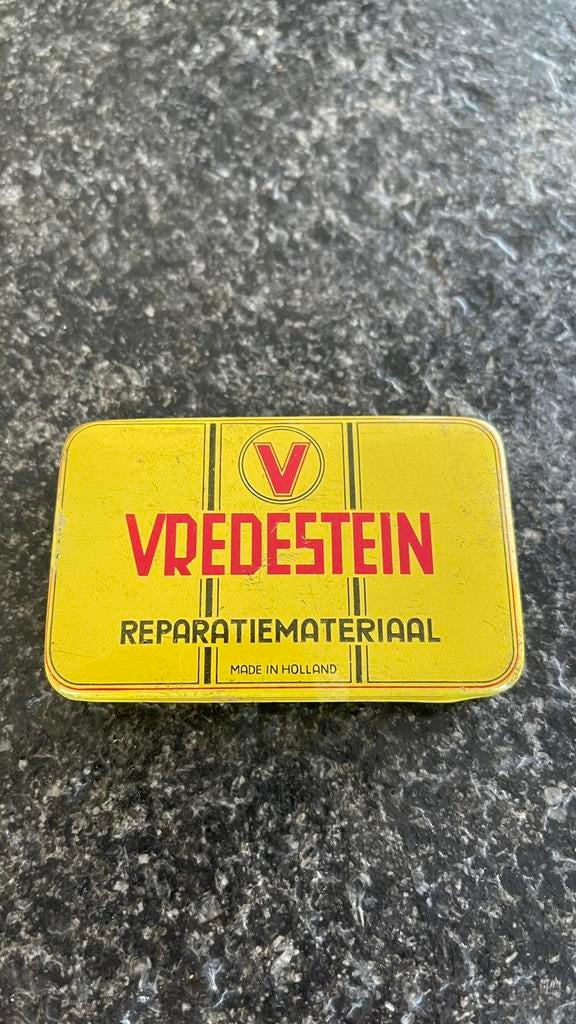 V
VREDESTEIN
REPARATIEMATERIAAL
MADE IN HOLLAND